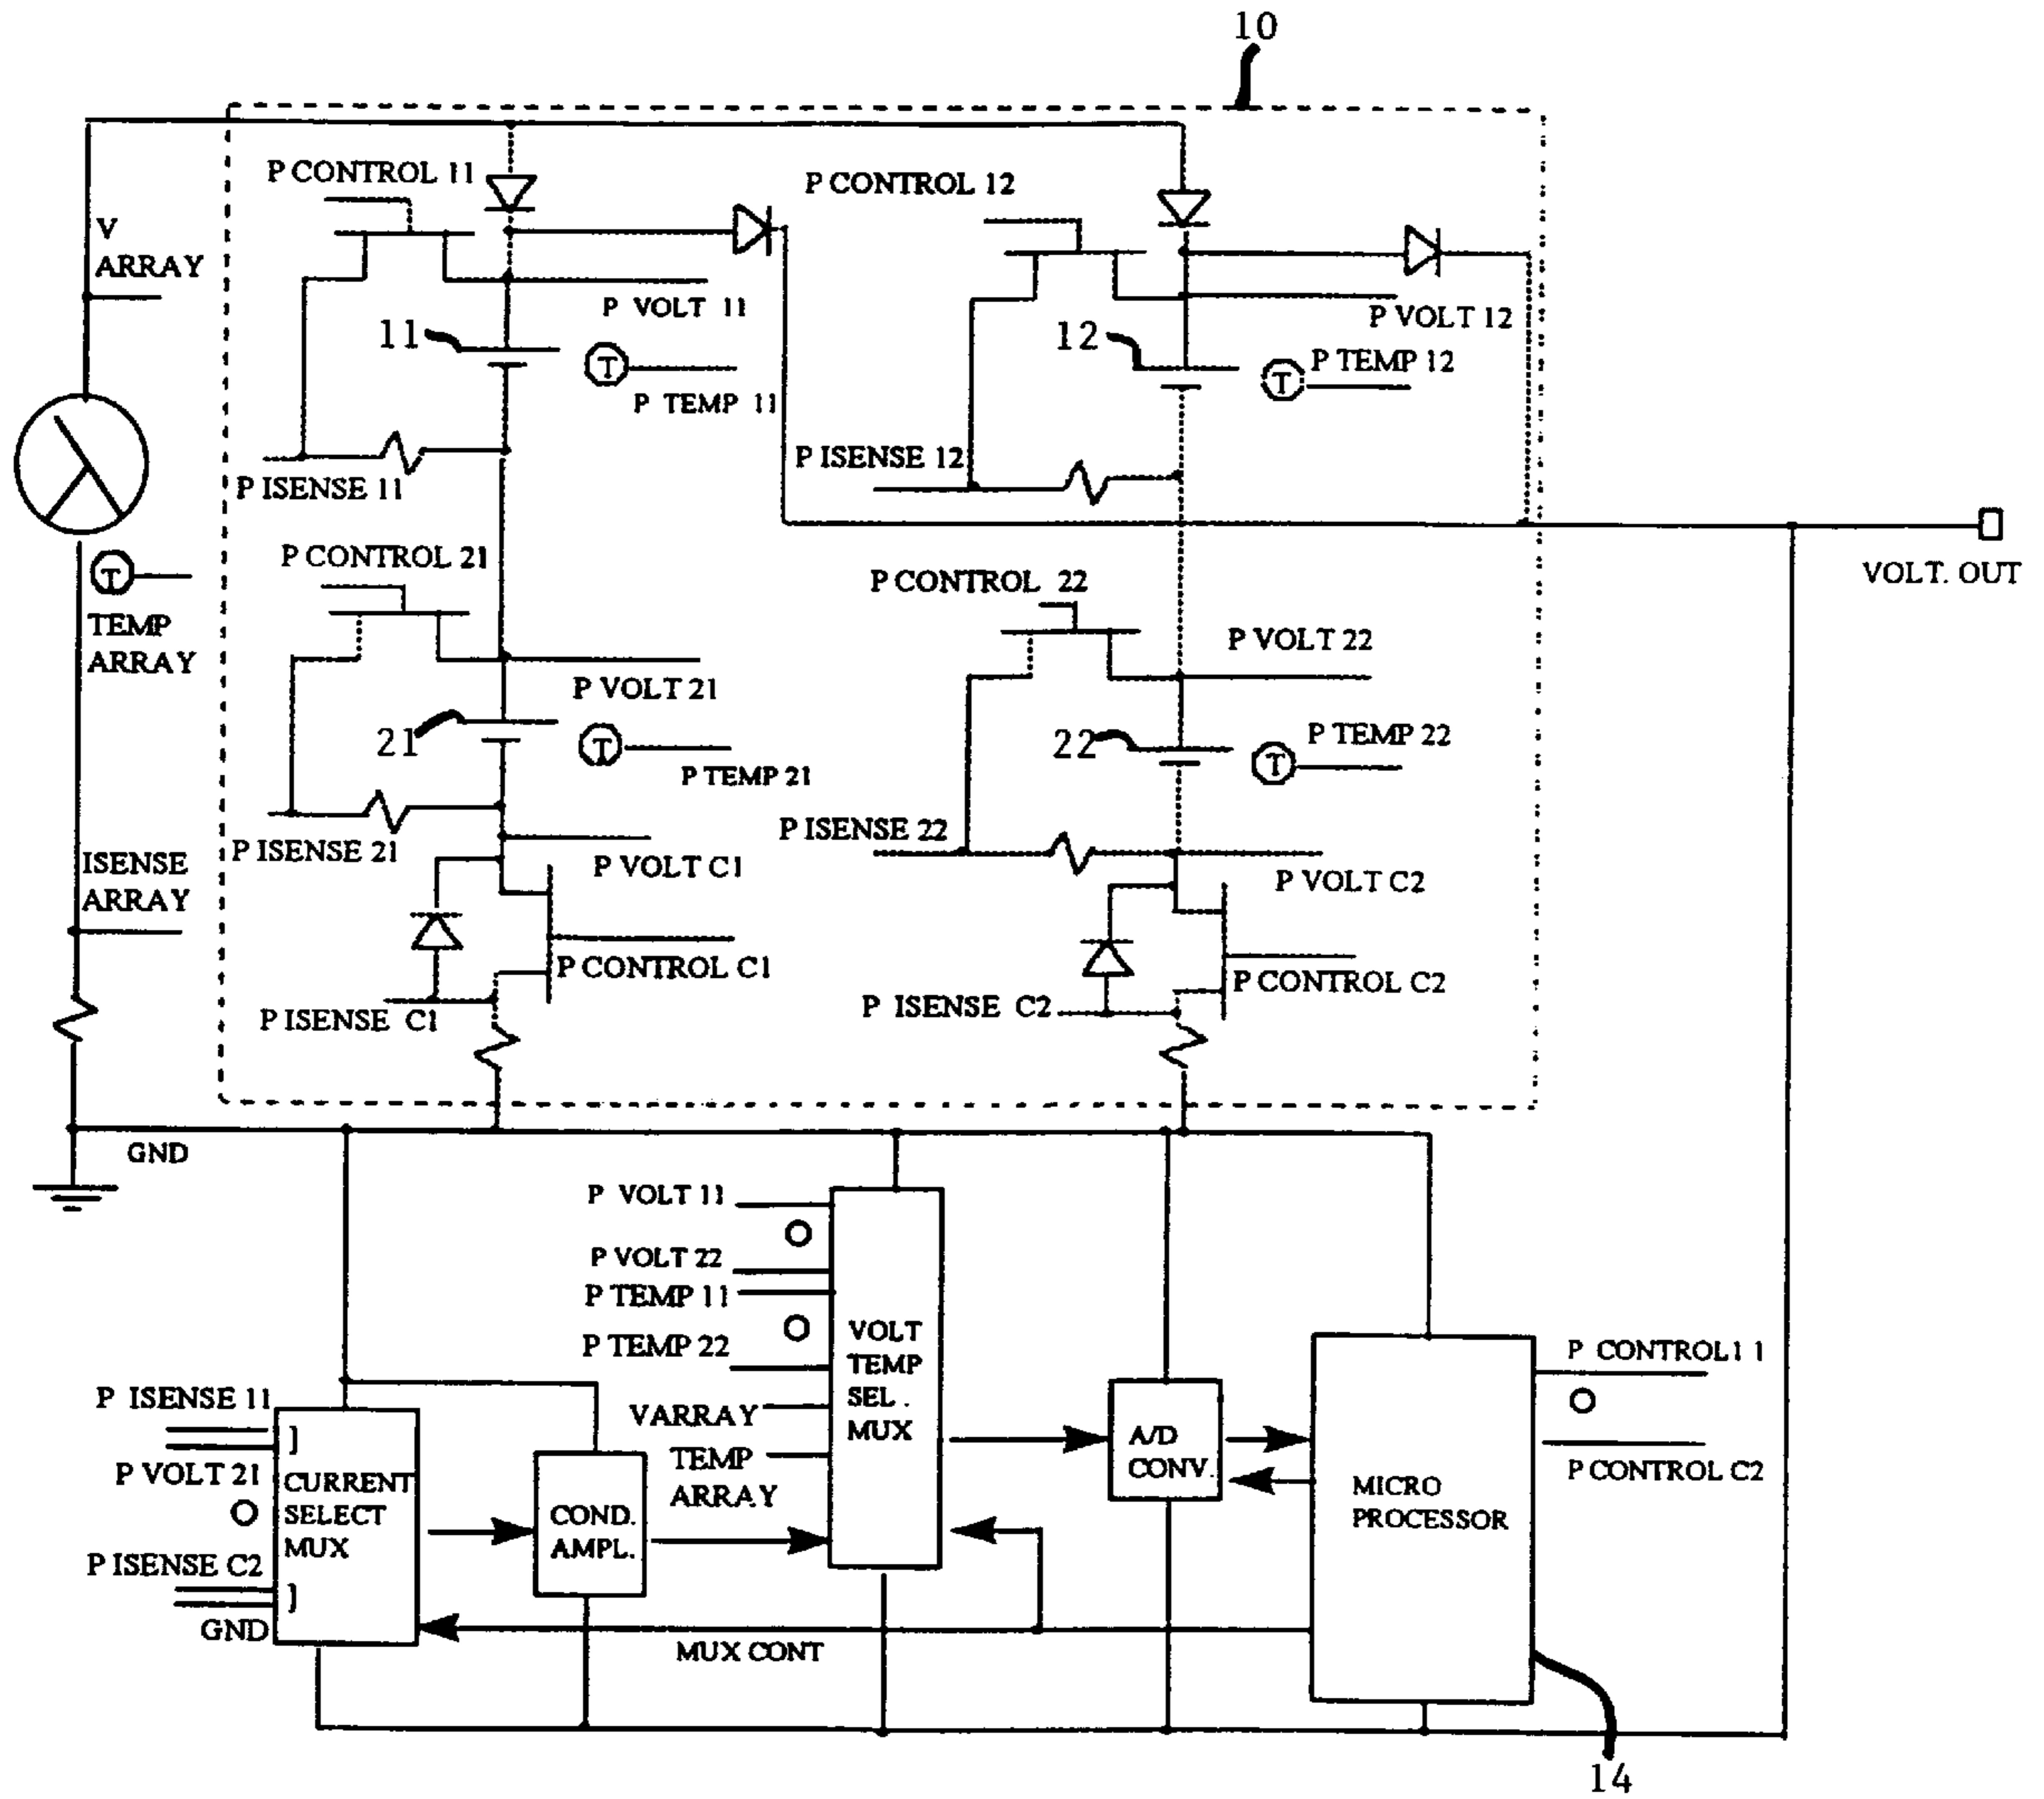 10
P CONTROL 11
P CONTROL 12
V
ARRAY
P VOLT 11
P VOLT 12
11
12
T
P TEMP 11
T
P TEMP 12
P ISENSE 11
P ISENSE 12
VOLT. OUT
T
TEMP
ARRAY
P CONTROL 21
P CONTROL 22
P VOLT 21
P VOLT 22
21
22
T
P TEMP 21
T
P TEMP 22
P ISENSE 21
P ISENSE 22
ISENSE
ARRAY
P VOLT C1
P VOLT C2
P CONTROL C1
P CONTROL C2
P ISENSE C1
P ISENSE C2
GND
P VOLT 11
P VOLT 22
P TEMP 11
P TEMP 22
VARRAY
TEMP
ARRAY
VOLT
TEMP
SEL.
MUX
P ISENSE 11
P VOLT 21
P ISENSE C2
GND
CURRENT
SELECT
MUX
COND.
AMPL.
A/D
CONV.
MICRO
PROCESSOR
P CONTROL11
P CONTROL C2
MUX CONT
14